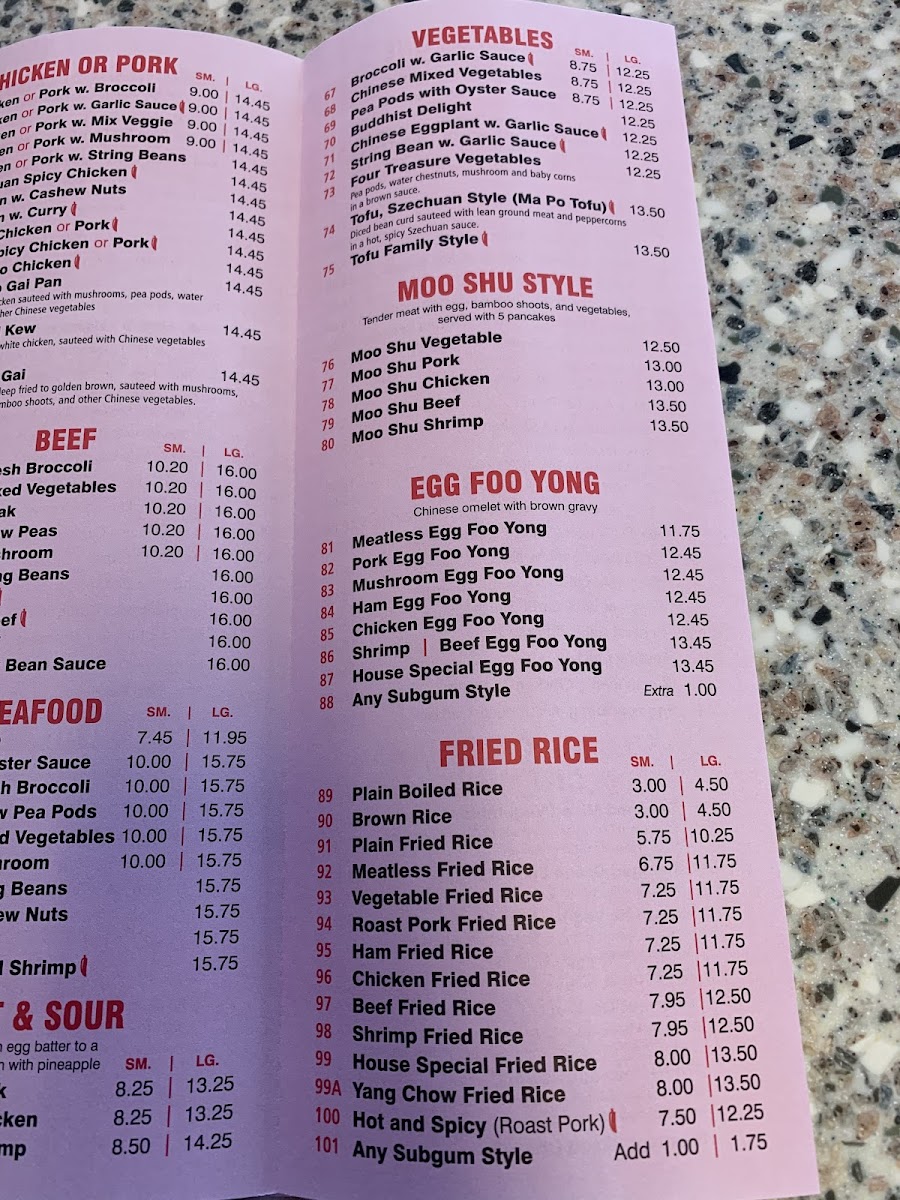 HICKEN OR PORK
SM. | LG.
ken or Pork w. Broccoli 9.00 | 14.45
en or Pork w. Garlic Sauce 9.00 | 14.45
en or Pork w. Mix Veggie 9.00 | 14.45
en or Pork w. Mushroom 9.00 | 14.45
en or Pork w. String Beans 14.45
uan Spicy Chicken 14.45
n w. Cashew Nuts 14.45
n w. Curry 14.45
Chicken or Pork 14.45
picy Chicken or Pork 14.45
o Chicken 14.45
Gai Pan 14.45
cken sauteed with mushrooms, pea pods, water
her Chinese vegetables
Kew 14.45
white chicken, sauteed with Chinese vegetables
Gai 14.45
deep fried to golden brown, sauteed with mushrooms,
mboo shoots, and other Chinese vegetables.
BEEF
SM. | LG.
esh Broccoli 10.20 | 16.00
xed Vegetables 10.20 | 16.00
ak 10.20 | 16.00
w Peas 10.20 | 16.00
shroom 10.20 | 16.00
ng Beans 16.00
16.00
ef 16.00
16.00
Bean Sauce 16.00
EAFOOD
SM. | LG.
7.45 | 11.95
ster Sauce 10.00 | 15.75
h Broccoli 10.00 | 15.75
w Pea Pods 10.00 | 15.75
d Vegetables 10.00 | 15.75
room 10.00 | 15.75
g Beans 15.75
ew Nuts 15.75
15.75
d Shrimp 15.75
T & SOUR
n egg batter to a
n with pineapple
SM. | LG.
k 8.25 | 13.25
cken 8.25 | 13.25
mp 8.50 | 14.25
VEGETABLES
SM. | LG.
67 Broccoli w. Garlic Sauce 8.75 | 12.25
68 Chinese Mixed Vegetables 8.75 | 12.25
69 Pea Pods with Oyster Sauce 8.75 | 12.25
70 Buddhist Delight 12.25
71 Chinese Eggplant w. Garlic Sauce 12.25
72 String Bean w. Garlic Sauce 12.25
73 Four Treasure Vegetables 12.25
Pea pods, water chestnuts, mushroom and baby corns
in a brown sauce.
74 Tofu, Szechuan Style (Ma Po Tofu) 13.50
Diced bean curd sauteed with lean ground meat and peppercorns
in a hot, spicy Szechuan sauce.
75 Tofu Family Style 13.50
MOO SHU STYLE
Tender meat with egg, bamboo shoots, and vegetables,
served with 5 pancakes
76 Moo Shu Vegetable 12.50
77 Moo Shu Pork 13.00
78 Moo Shu Chicken 13.00
79 Moo Shu Beef 13.50
80 Moo Shu Shrimp 13.50
EGG FOO YONG
Chinese omelet with brown gravy
81 Meatless Egg Foo Yong 11.75
82 Pork Egg Foo Yong 12.45
83 Mushroom Egg Foo Yong 12.45
84 Ham Egg Foo Yong 12.45
85 Chicken Egg Foo Yong 12.45
86 Shrimp | Beef Egg Foo Yong 13.45
87 House Special Egg Foo Yong 13.45
88 Any Subgum Style Extra 1.00
FRIED RICE
SM. | LG.
89 Plain Boiled Rice 3.00 | 4.50
90 Brown Rice 3.00 | 4.50
91 Plain Fried Rice 5.75 | 10.25
92 Meatless Fried Rice 6.75 | 11.75
93 Vegetable Fried Rice 7.25 | 11.75
94 Roast Pork Fried Rice 7.25 | 11.75
95 Ham Fried Rice 7.25 | 11.75
96 Chicken Fried Rice 7.25 | 11.75
97 Beef Fried Rice 7.95 | 12.50
98 Shrimp Fried Rice 7.95 | 12.50
99 House Special Fried Rice 8.00 | 13.50
99A Yang Chow Fried Rice 8.00 | 13.50
100 Hot and Spicy (Roast Pork) 7.50 | 12.25
101 Any Subgum Style Add 1.00 | 1.75